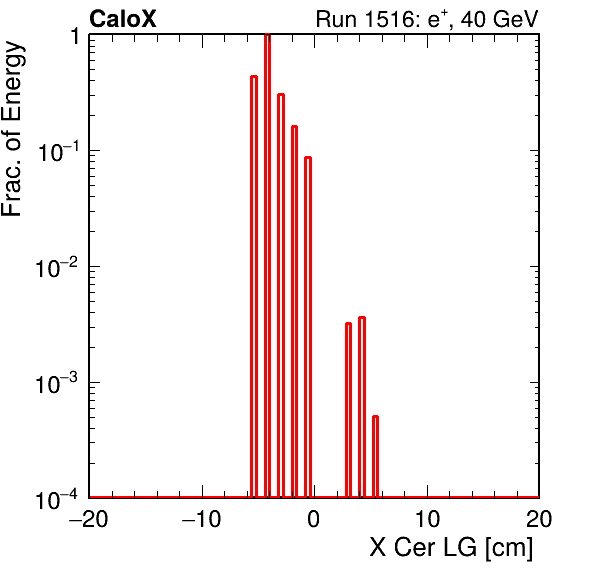 CaloX Run 1516: e⁺, 40 GeV
Frac. of Energy
1
10⁻¹
10⁻²
10⁻³
10⁻⁴
−20 −10 0 10 20
X Cer LG [cm]